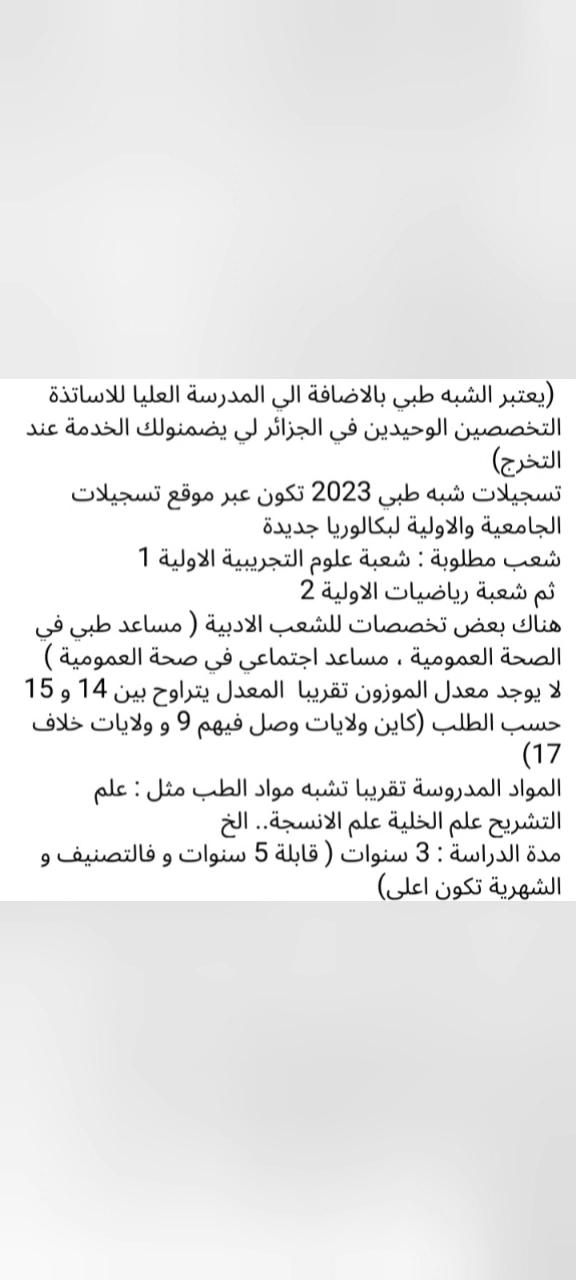 (يعتبر الشبه طبي بالاضافة الي المدرسة العليا للاساتذة
التخصصين الوحيدين في الجزائر لي يضمنولك الخدمة عند
التخرج)
تسجيلات شبه طبي 2023 تكون عبر موقع تسجيلات
الجامعية والاولية لبكالوريا جديدة
شعب مطلوبة : شعبة علوم التجريبية الاولية 1
ثم شعبة رياضيات الاولية 2
هناك بعض تخصصات للشعب الادبية ( مساعد طبي في
الصحة العمومية ، مساعد اجتماعي في صحة العمومية )
لا يوجد معدل الموزون تقريبا المعدل يتراوح بين 14 و 15
حسب الطلب (كاين ولايات وصل فيهم 9 و ولايات خلاف
17)
المواد المدروسة تقريبا تشبه مواد الطب مثل : علم
التشريح علم الخلية علم الانسجة.. الخ
مدة الدراسة : 3 سنوات ( قابلة 5 سنوات و فالتصنيف و
الشهرية تكون اعلى)